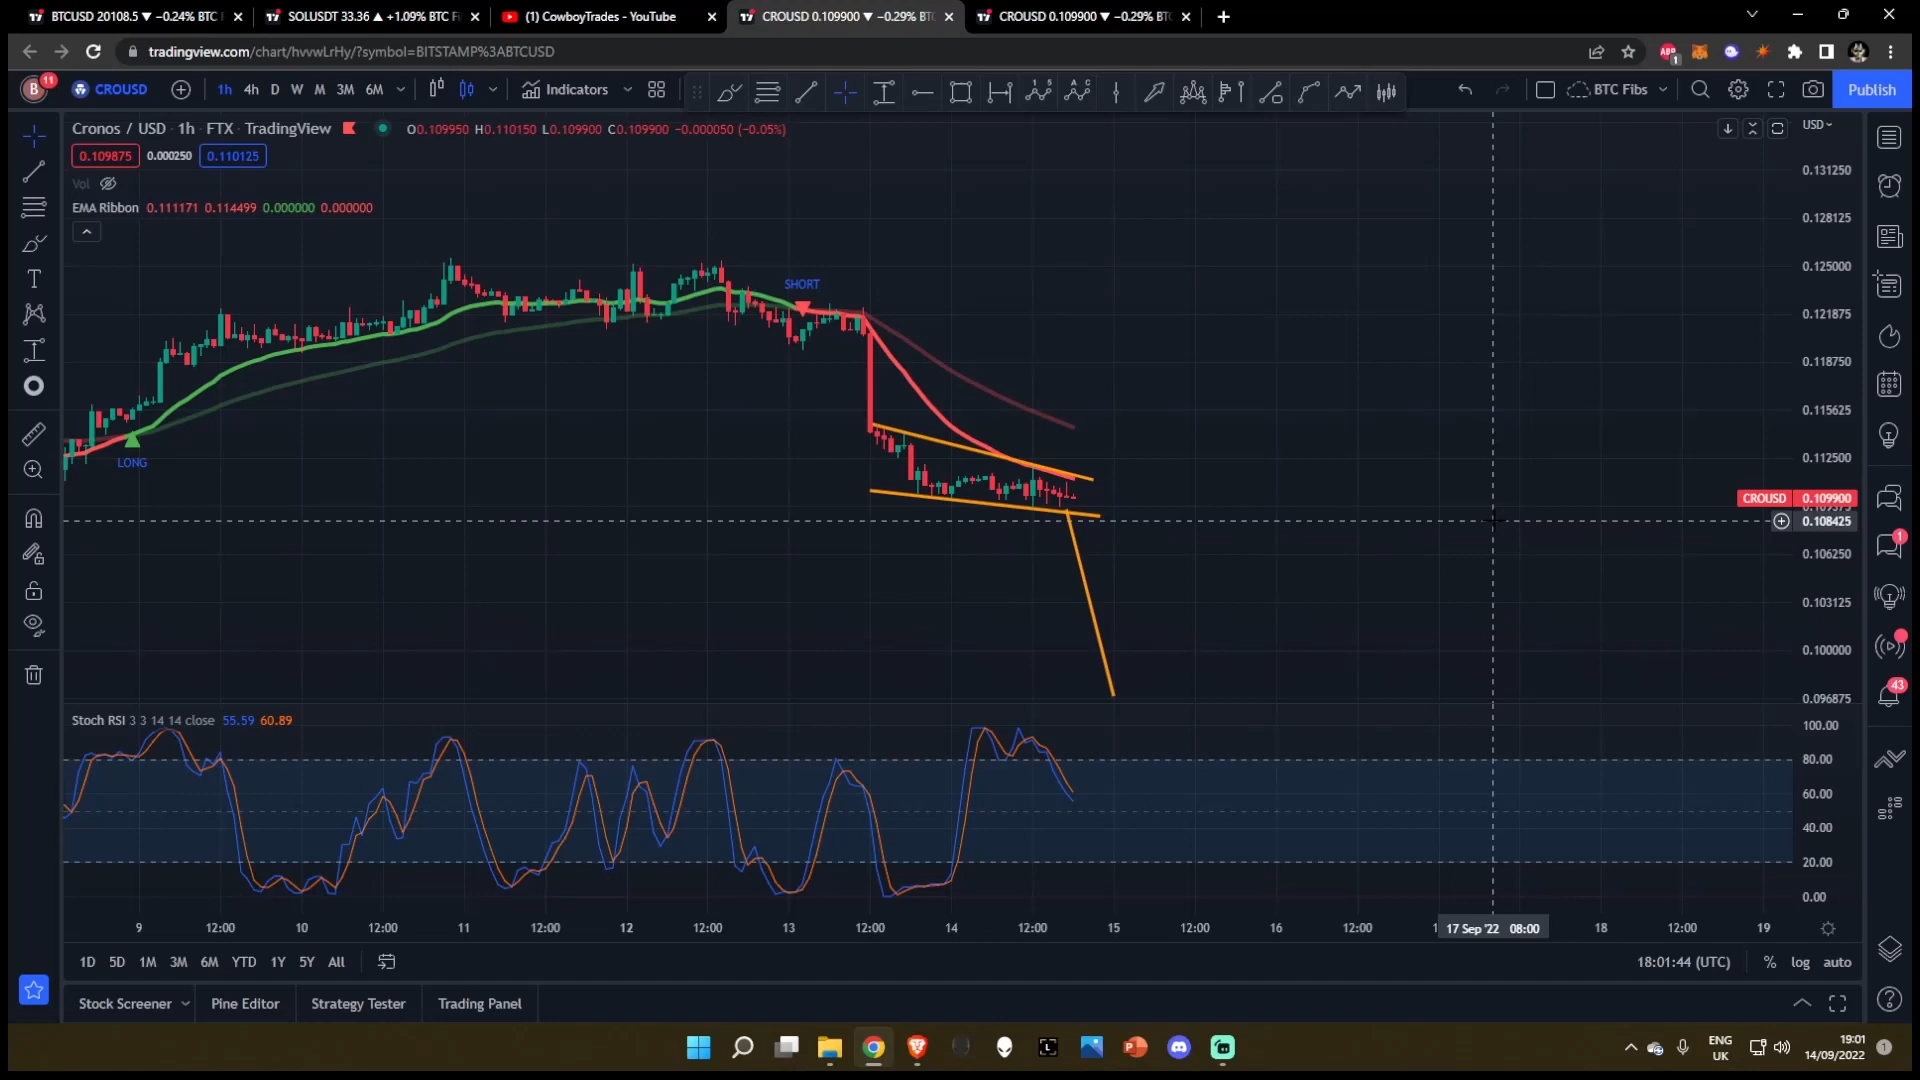 BTCUSD 20108.5 ▼ −0.24% BTC F
SOLUSDT 33.36 ▲ +1.09% BTC F
(1) CowboyTrades - YouTube
CROUSD 0.109900 ▼ −0.29% BTC
CROUSD 0.109900 ▼ −0.29% BTC
tradingview.com/chart/hvvwLrHy/?symbol=BITSTAMP%3ABTCUSD
B 11 CROUSD 1h 4h D W M 3M 6M Indicators BTC Fibs Publish
Cronos / USD · 1h · FTX · TradingView O0.109950 H0.110150 L0.109900 C0.109900 −0.000050 (−0.05%)
USD
0.109875 0.000250 0.110125
Vol
EMA Ribbon 0.111171 0.114499 0.000000 0.000000
0.131250
0.128125
0.125000
0.121875
0.118750
0.115625
0.112500
CROUSD 0.109900
0.108425
0.106250
0.103125
0.100000
0.096875
SHORT
LONG
Stoch RSI 3 3 14 14 close 55.59 60.89
100.00
80.00
60.00
40.00
20.00
0.00
9 12:00 10 12:00 11 12:00 12 12:00 13 12:00 14 12:00 15 12:00 16 12:00 17 Sep '22 08:00 18 12:00 19
1D 5D 1M 3M 6M YTD 1Y 5Y All 18:01:44 (UTC) % log auto
Stock Screener Pine Editor Strategy Tester Trading Panel
1
43
ENG
UK
19:01
14/09/2022
1